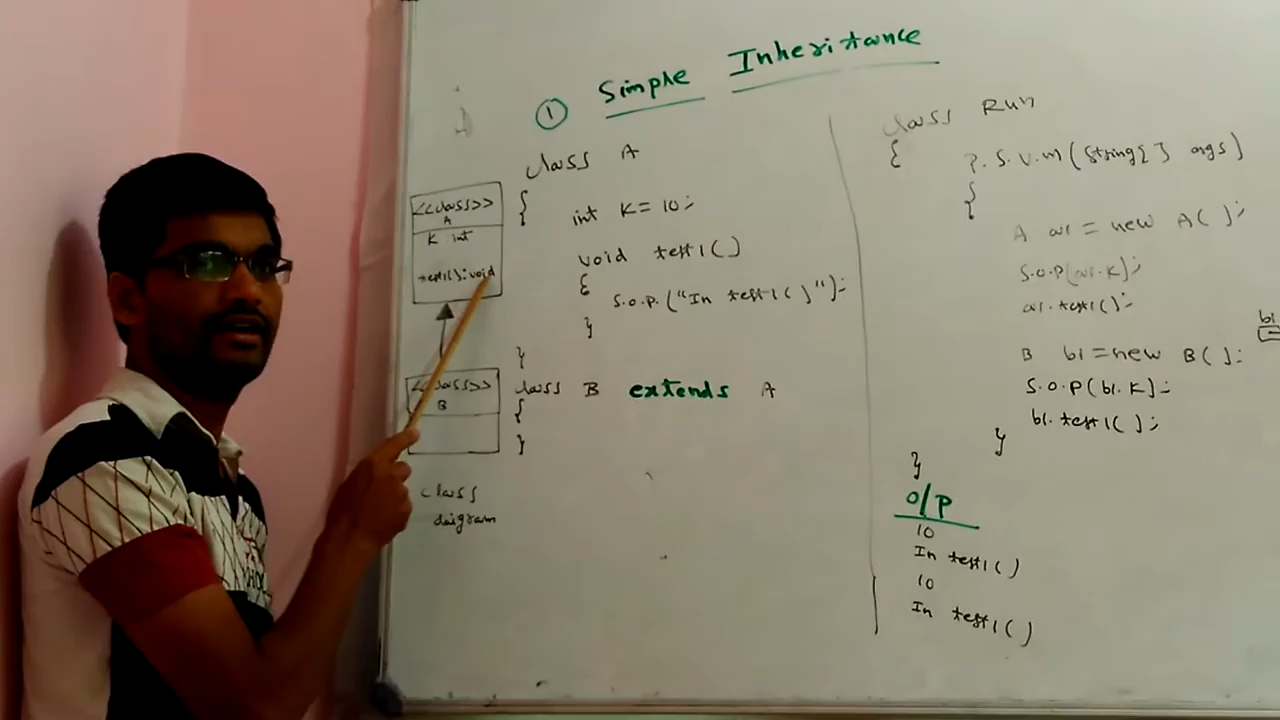 ① Simple Inheritance
<<class>>
A
K int
test1():void
<<class>>
B
class
daigram
class A
{
int K=10;
void test1()
{
S.O.P.("In test1()");
}
}
class B extends A
{
}
class Run
{
P.S.V.M(String[] args)
{
A a1 = new A();
S.O.P(a1.K);
a1.test1();
B b1=new B();
S.O.P(b1.K);
b1.test1();
}
}
O/P
10
In test1()
10
In test1()
b1